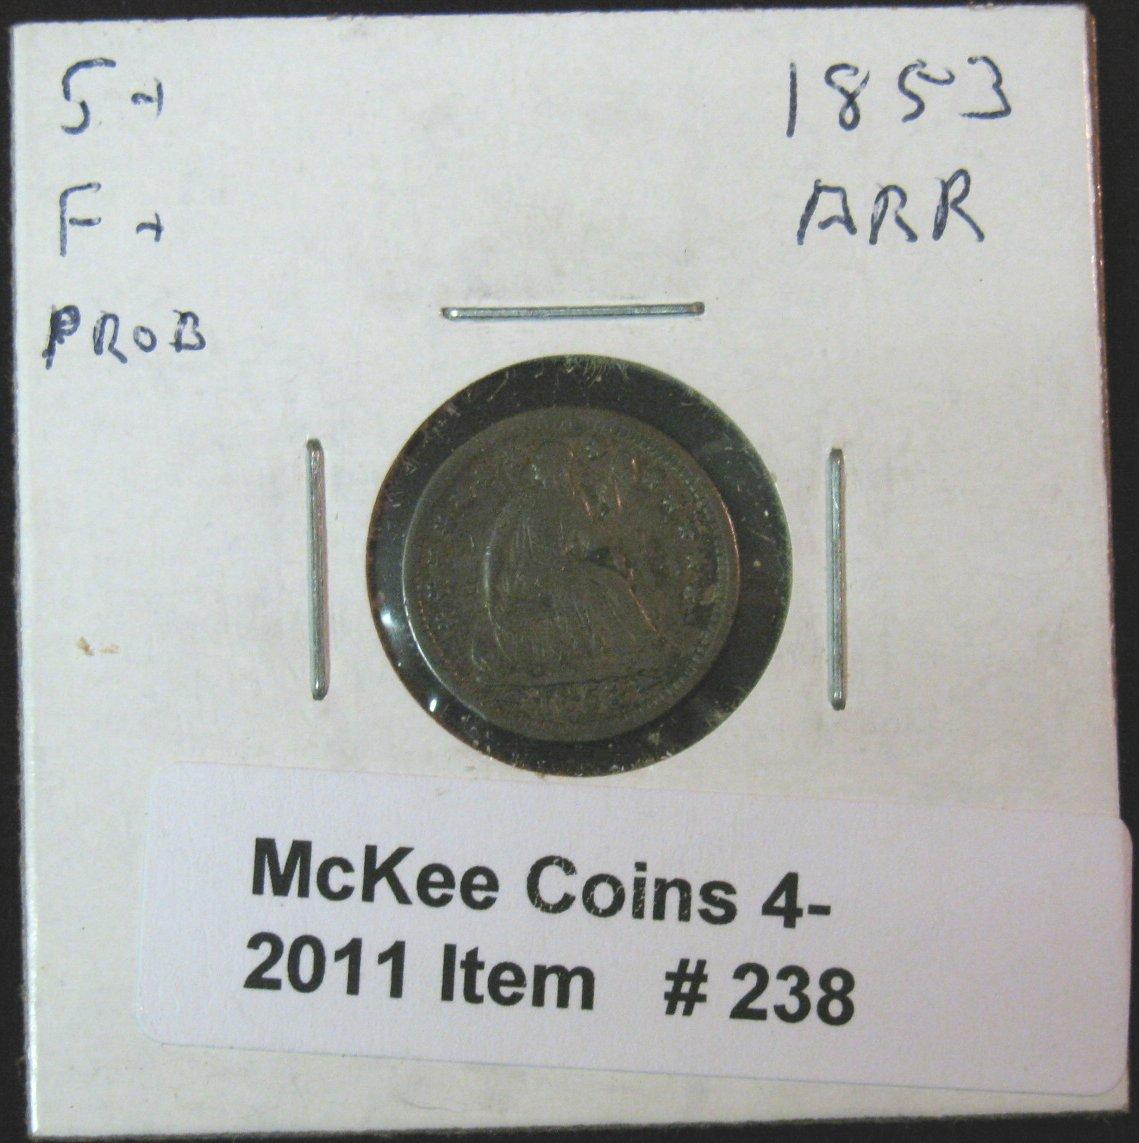 5+
F+
PROB
1853
ARR
McKee Coins 4-
2011 Item # 238